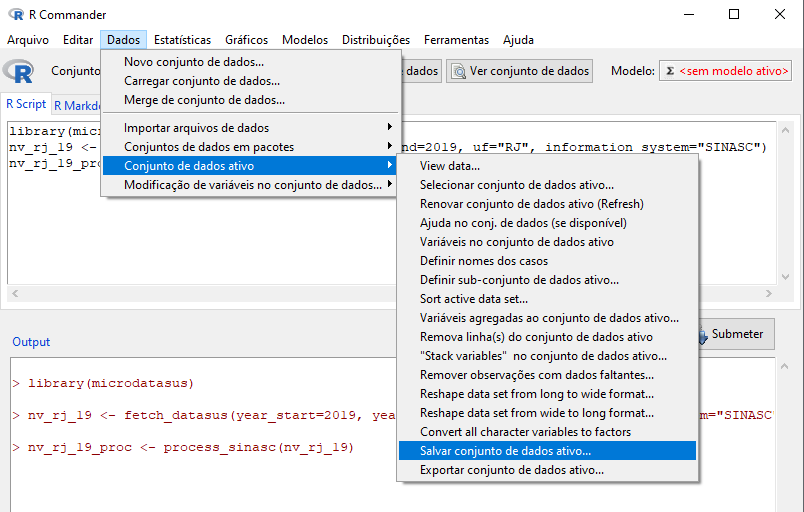 R Commander
Arquivo Editar Dados Estatísticas Gráficos Modelos Distribuições Ferramentas Ajuda
R Conjunto dados Ver conjunto de dados Modelo: Σ <sem modelo ativo>
Novo conjunto de dados...
Carregar conjunto de dados...
Merge de conjunto de dados...
Importar arquivos de dados
Conjuntos de dados em pacotes
Conjunto de dados ativo
Modificação de variáveis no conjunto de dados...
R Script R Markd
library(micro
nv_rj_19 <- nd=2019, uf="RJ", information_system="SINASC")
nv_rj_19_proc
View data...
Selecionar conjunto de dados ativo...
Renovar conjunto de dados ativo (Refresh)
Ajuda no conj. de dados (se disponível)
Variáveis no conjunto de dados ativo
Definir nomes dos casos
Definir sub-conjunto de dados ativo...
Sort active data set...
Variáveis agregadas ao conjunto de dados ativo...
Remova linha(s) do conjunto de dados ativo
"Stack variables" no conjunto de dados ativo...
Remover observações com dados faltantes...
Reshape data set from long to wide format...
Reshape data set from wide to long format...
Convert all character variables to factors
Salvar conjunto de dados ativo...
Exportar conjunto de dados ativo...
Output Submeter
> library(microdatasus)
> nv_rj_19 <- fetch_datasus(year_start=2019, yea m="SINASC"
> nv_rj_19_proc <- process_sinasc(nv_rj_19)